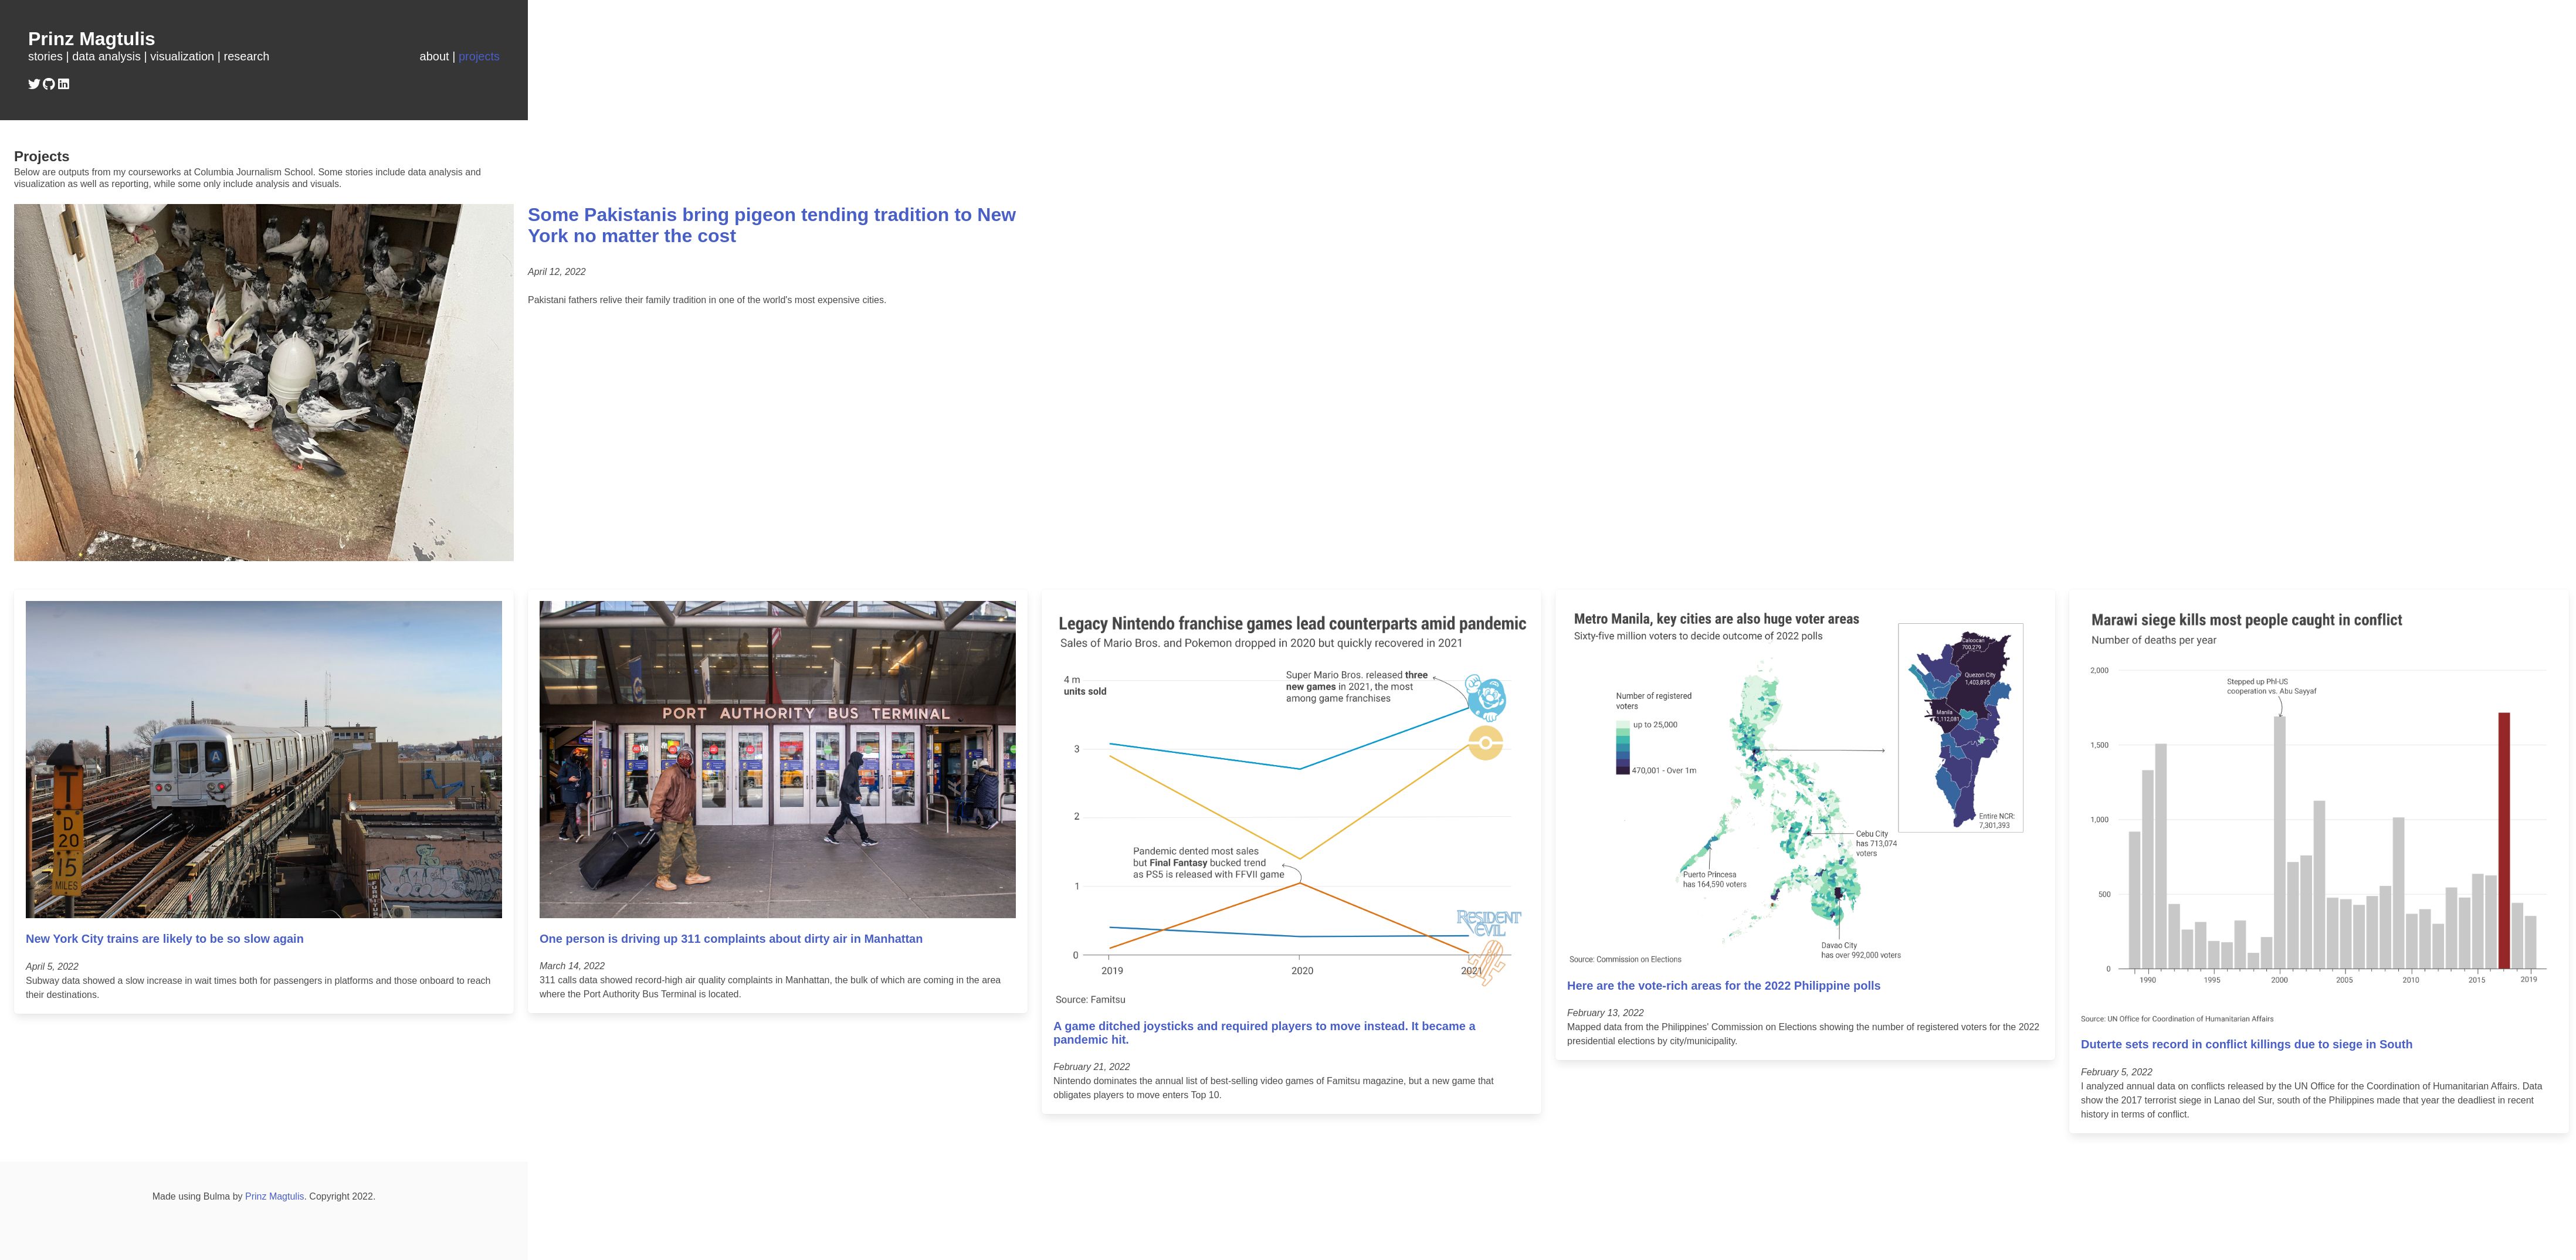 Prinz Magtulis
stories | data analysis | visualization | research
about | projects
Projects
Below are outputs from my courseworks at Columbia Journalism School. Some stories include data analysis and
visualization as well as reporting, while some only include analysis and visuals.
Some Pakistanis bring pigeon tending tradition to New
York no matter the cost
April 12, 2022
Pakistani fathers relive their family tradition in one of the world's most expensive cities.
A
T
D
20
15
MILES
New York City trains are likely to be so slow again
April 5, 2022
Subway data showed a slow increase in wait times both for passengers in platforms and those onboard to reach
their destinations.
PORT AUTHORITY BUS TERMINAL
One person is driving up 311 complaints about dirty air in Manhattan
March 14, 2022
311 calls data showed record-high air quality complaints in Manhattan, the bulk of which are coming in the area
where the Port Authority Bus Terminal is located.
Legacy Nintendo franchise games lead counterparts amid pandemic
Sales of Mario Bros. and Pokemon dropped in 2020 but quickly recovered in 2021
4 m
units sold
Super Mario Bros. released three
new games in 2021, the most
among game franchises
3
2
Pandemic dented most sales
but Final Fantasy bucked trend
as PS5 is released with FFVII game
1
RESIDENT
EVIL
0
2019
2020
2021
Source: Famitsu
A game ditched joysticks and required players to move instead. It became a
pandemic hit.
February 21, 2022
Nintendo dominates the annual list of best-selling video games of Famitsu magazine, but a new game that
obligates players to move enters Top 10.
Metro Manila, key cities are also huge voter areas
Sixty-five million voters to decide outcome of 2022 polls
Number of registered
voters
up to 25,000
470,001 - Over 1m
Caloocan
700,279
Quezon City
1,403,895
Manila
1,112,081
Entire NCR:
7,301,393
Cebu City
has 713,074
voters
Puerto Princesa
has 164,590 voters
Davao City
has over 992,000 voters
Source: Commission on Elections
Here are the vote-rich areas for the 2022 Philippine polls
February 13, 2022
Mapped data from the Philippines' Commission on Elections showing the number of registered voters for the 2022
presidential elections by city/municipality.
Marawi siege kills most people caught in conflict
Number of deaths per year
2,000
Stepped up PhI-US
cooperation vs. Abu Sayyaf
1,500
1,000
500
0
1990
1995
2000
2005
2010
2015
2019
Source: UN Office for Coordination of Humanitarian Affairs
Duterte sets record in conflict killings due to siege in South
February 5, 2022
I analyzed annual data on conflicts released by the UN Office for the Coordination of Humanitarian Affairs. Data
show the 2017 terrorist siege in Lanao del Sur, south of the Philippines made that year the deadliest in recent
history in terms of conflict.
Made using Bulma by Prinz Magtulis. Copyright 2022.